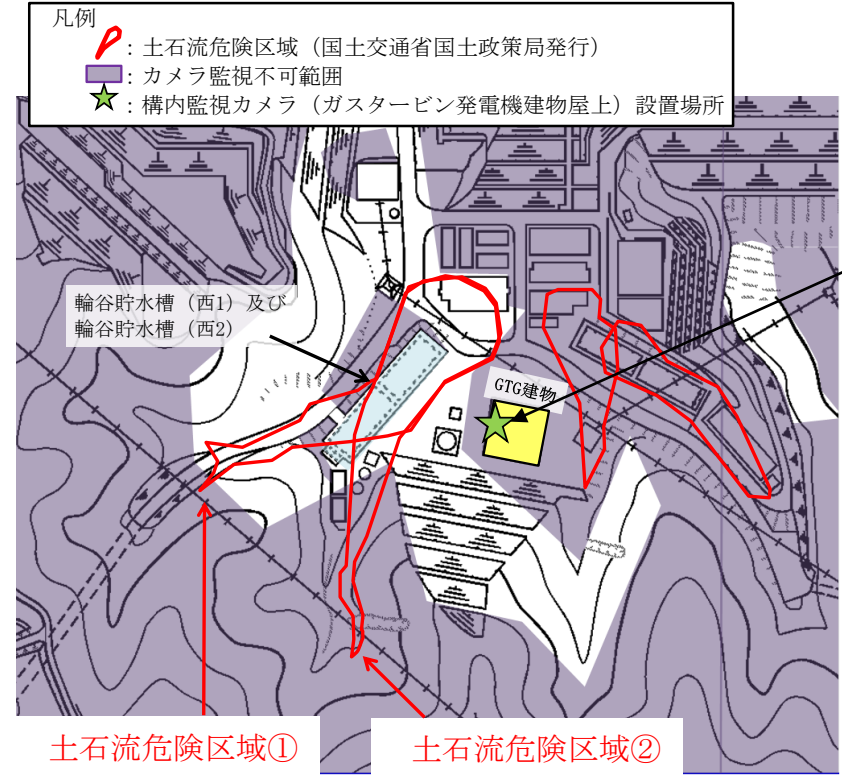 凡例
：土石流危険区域（国土交通省国土政策局発行）
：カメラ監視不可範囲
：構内監視カメラ（ガスタービン発電機建物屋上）設置場所
輪谷貯水槽（西1）及び
輪谷貯水槽（西2）
GTG建物
土石流危険区域①
土石流危険区域②